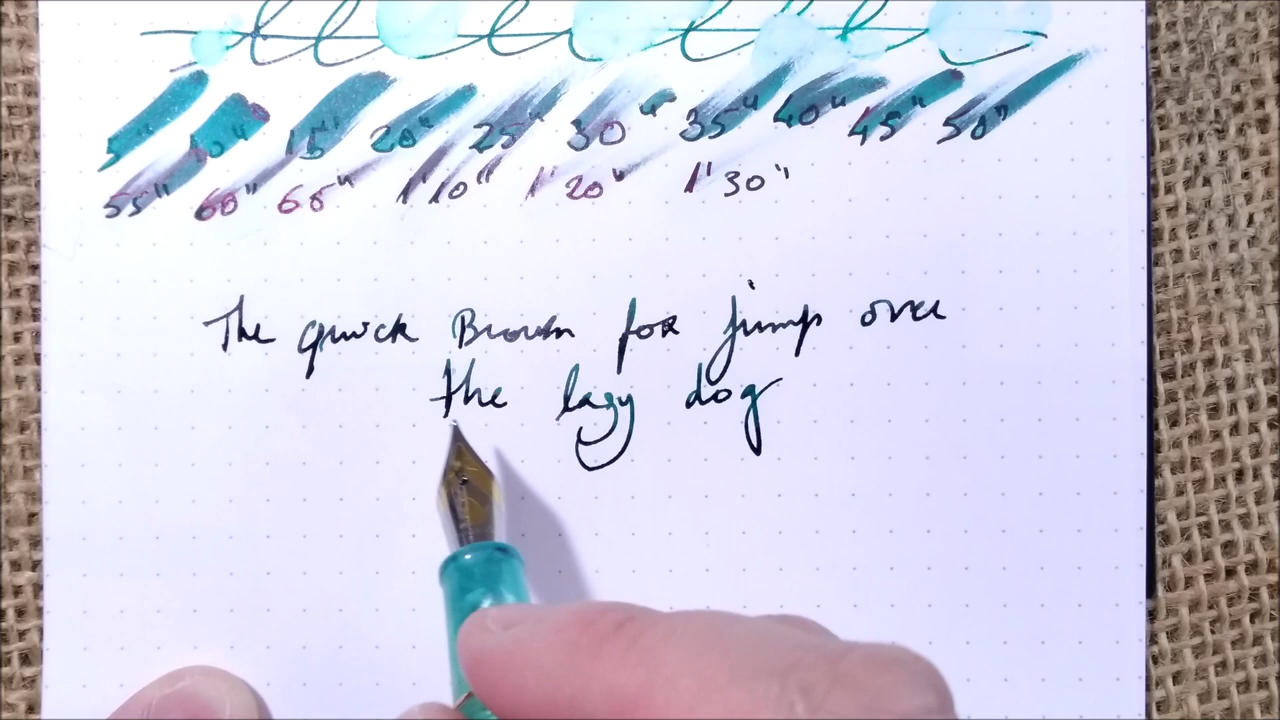 5" 10" 15" 20" 25" 30" 35" 40" 45" 50"
55" 60" 65" 1'10" 1'20" 1'30"
The quick Brown fox jump over
the lazy dog